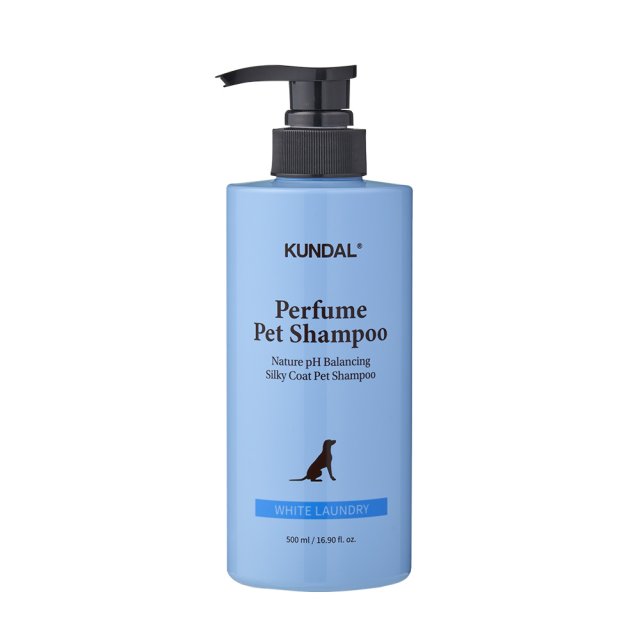 KUNDAL®
Perfume
Pet Shampoo
Nature pH Balancing
Silky Coat Pet Shampoo
WHITE LAUNDRY
500 ml / 16.90 fl. oz.